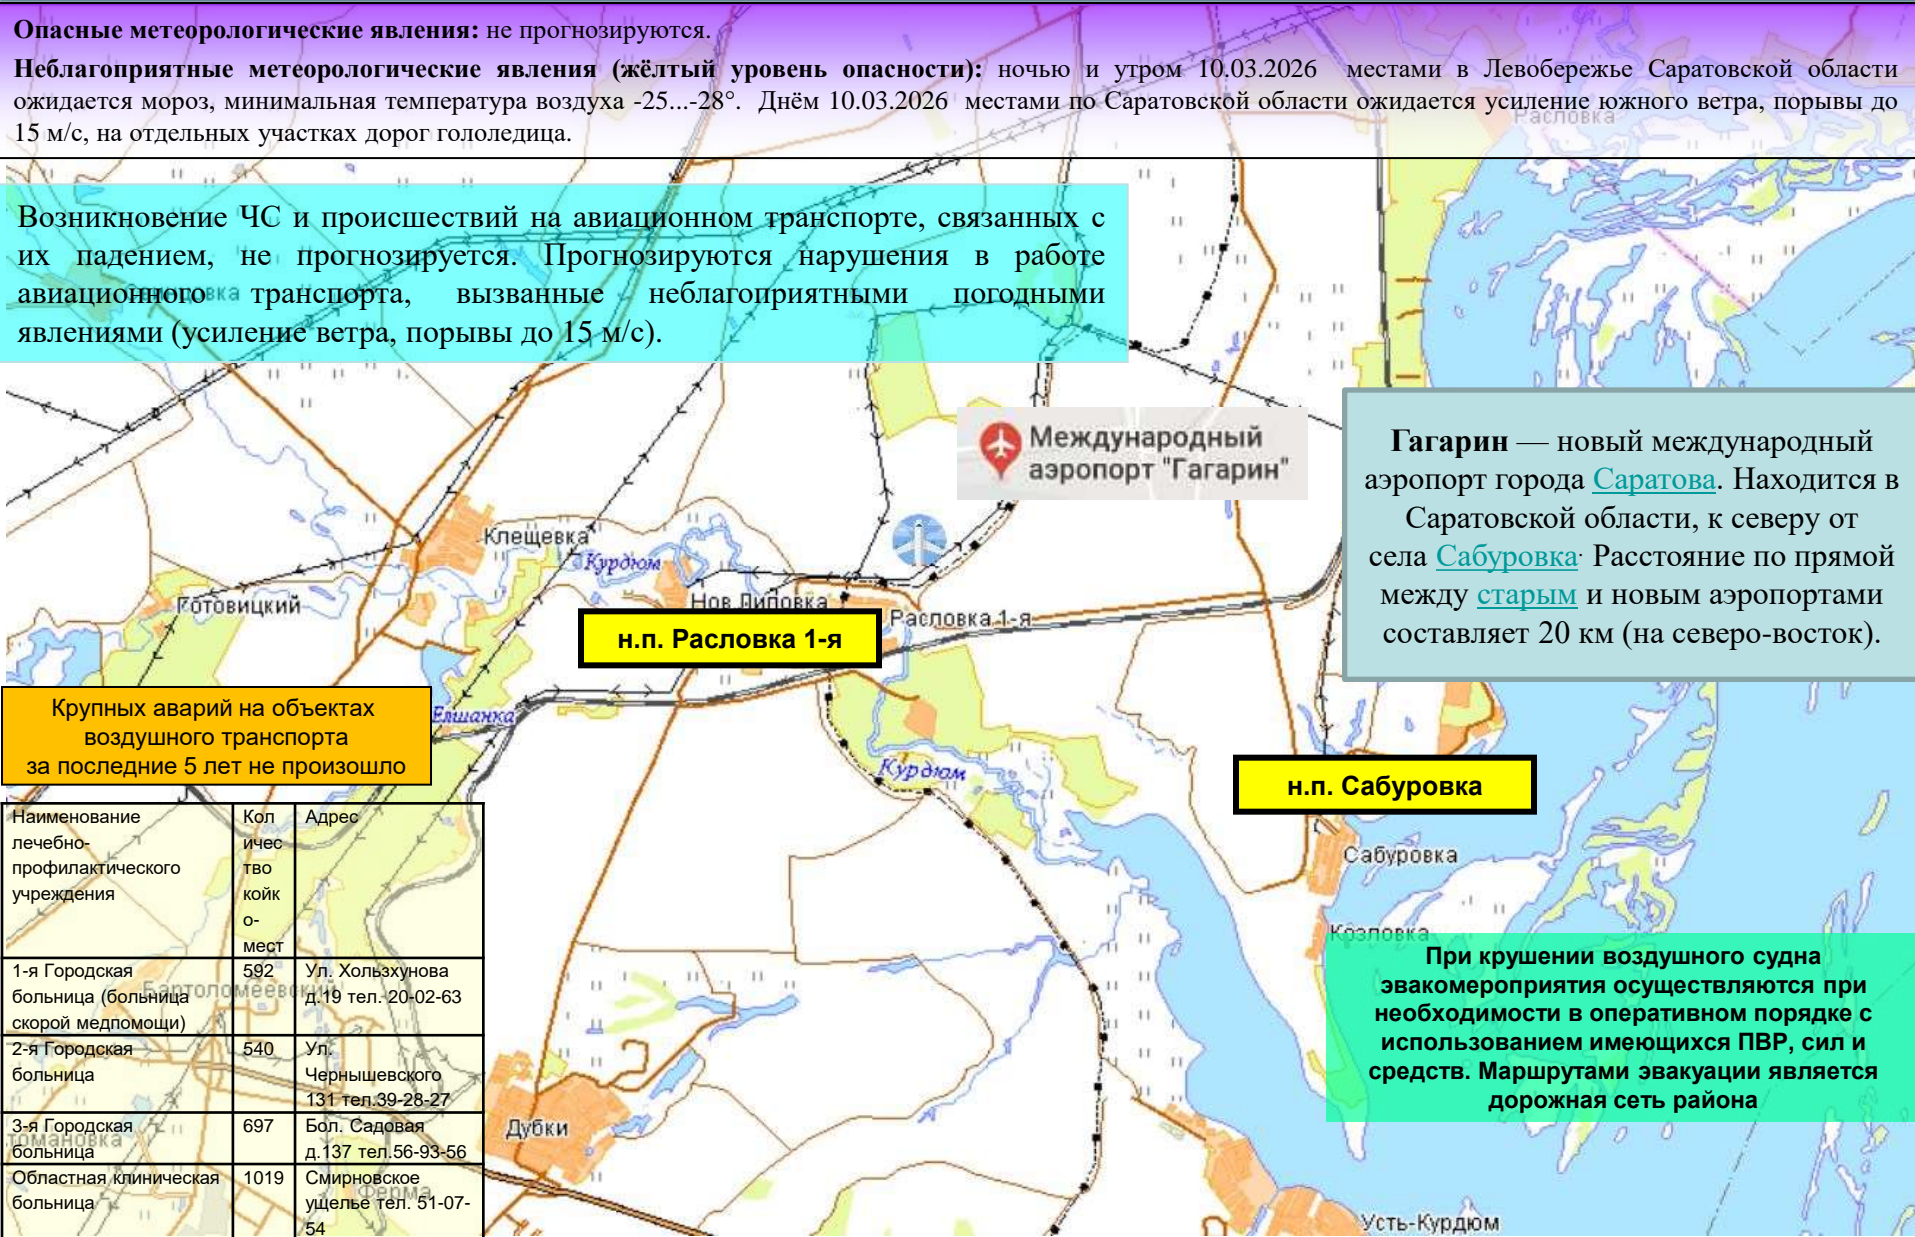 Опасные метеорологические явления: не прогнозируются.
Неблагоприятные метеорологические явления (жёлтый уровень опасности): ночью и утром 10.03.2026 местами в Левобережье Саратовской области
ожидается мороз, минимальная температура воздуха -25...-28°. Днём 10.03.2026 местами по Саратовской области ожидается усиление южного ветра, порывы до
15 м/с, на отдельных участках дорог гололедица.
Расловка
Возникновение ЧС и происшествий на авиационном транспорте, связанных с
их падением, не прогнозируется. Прогнозируются нарушения в работе
авиационного транспорта, вызванные неблагоприятными погодными
явлениями (усиление ветра, порывы до 15 м/с).
Международный
аэропорт "Гагарин"
Гагарин — новый международный
аэропорт города Саратова. Находится в
Саратовской области, к северу от
села Сабуровка. Расстояние по прямой
между старым и новым аэропортами
составляет 20 км (на северо-восток).
Клещевка
Курдюм
Готовицкий
Нов.Липовка
Расловка 1-я
н.п. Расловка 1-я
Елшанка
Крупных аварий на объектах
воздушного транспорта
за последние 5 лет не произошло
Курдюм
н.п. Сабуровка
Сабуровка
Козловка
Наименование
лечебно-
профилактического
учреждения
Кол
ичес
тво
койк
о-
мест
Адрес
1-я Городская
больница (больница
скорой медпомощи)
592
Ул. Хользхунова
д.19 тел. 20-02-63
Бартоломеевский
2-я Городская
больница
540
Ул.
Чернышевского
131 тел.39-28-27
3-я Городская
больница
697
Бол. Садовая
д.137 тел.56-93-56
Областная клиническая
больница
1019
Смирновское
ущелье тел. 51-07-
54
Ферма
Дубки
При крушении воздушного судна
эвакомероприятия осуществляются при
необходимости в оперативном порядке с
использованием имеющихся ПВР, сил и
средств. Маршрутами эвакуации является
дорожная сеть района
Усть-Курдюм